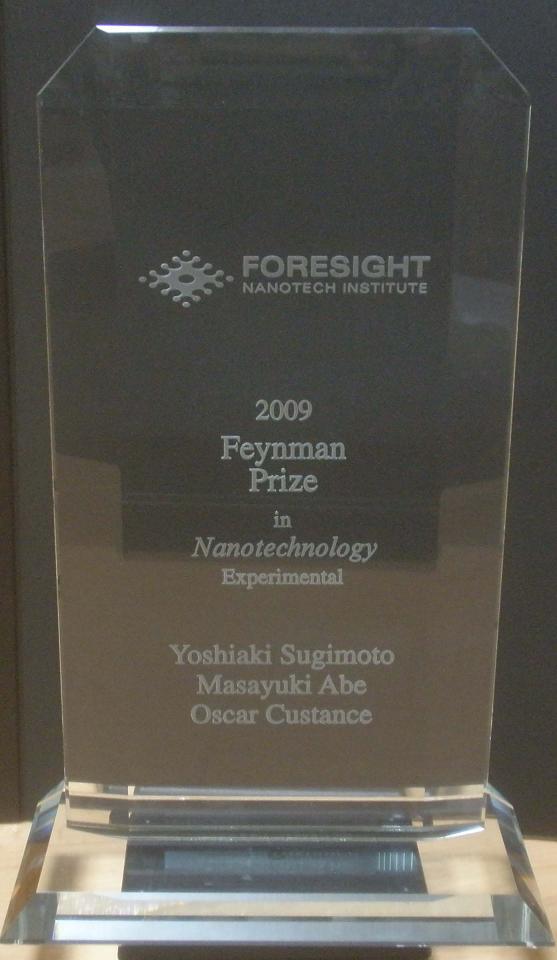 FORESIGHT
NANOTECH INSTITUTE
2009
Feynman
Prize
in
Nanotechnology
Experimental
Yoshiaki Sugimoto
Masayuki Abe
Oscar Custance